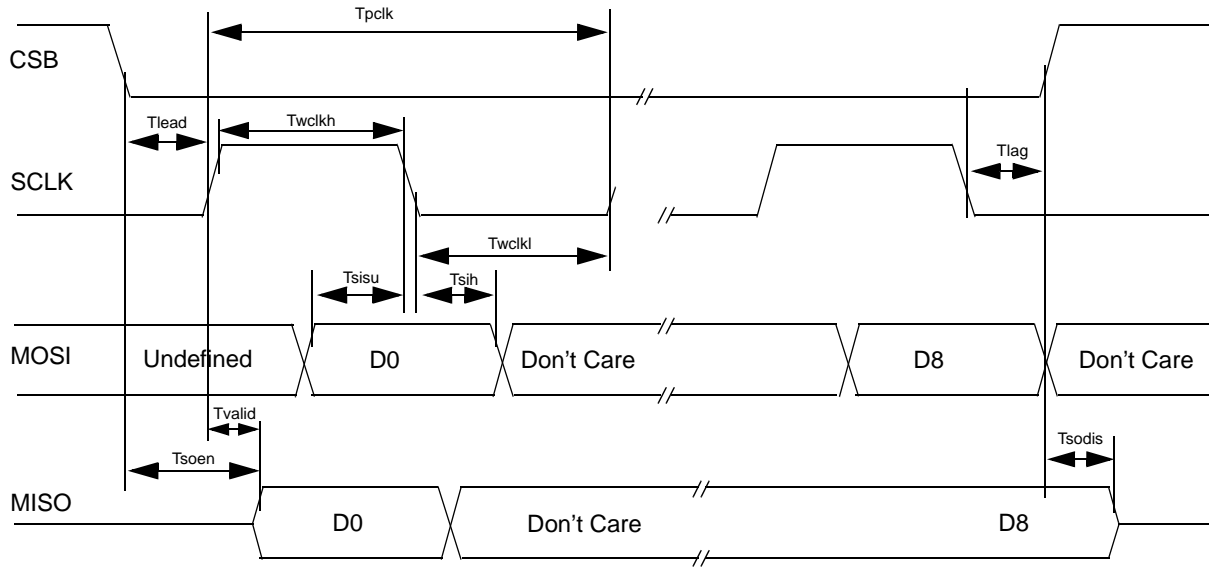 Tpclk
CSB
Tlead
Twclkh
Tlag
SCLK
Twclkl
Tsisu
Tsih
MOSI
Undefined
D0
Don't Care
D8
Don't Care
Tvalid
Tsoen
Tsodis
MISO
D0
Don't Care
D8